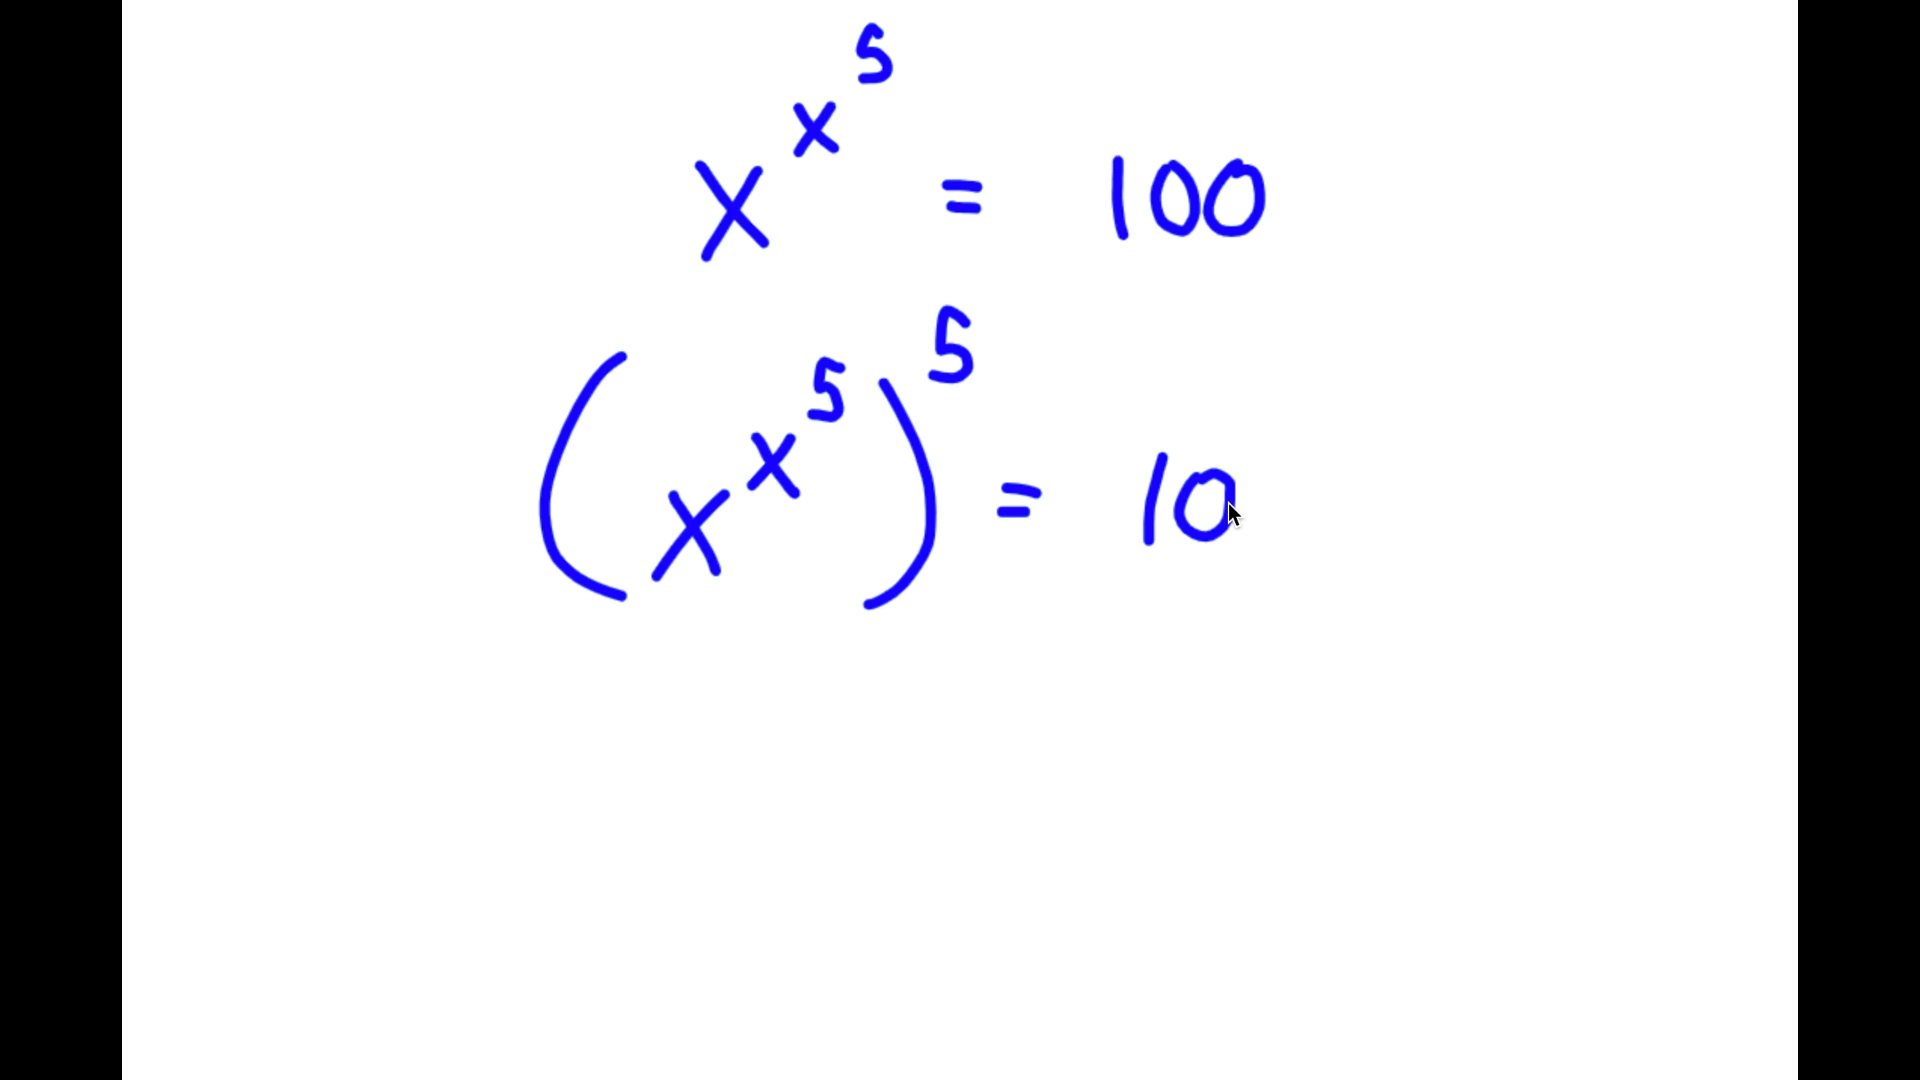 x^{x^5} = 100
(x^{x^5})^5 = 10